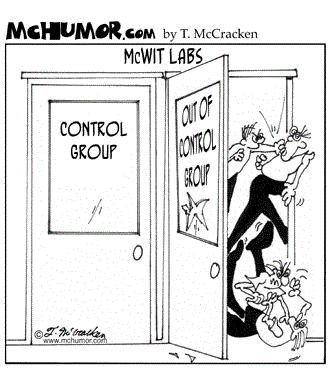 McHUMOR.com by T. McCracken
McWIT LABS
CONTROL
GROUP
OUT OF
CONTROL
GROUP
© T. McCracken
www.mchumor.com